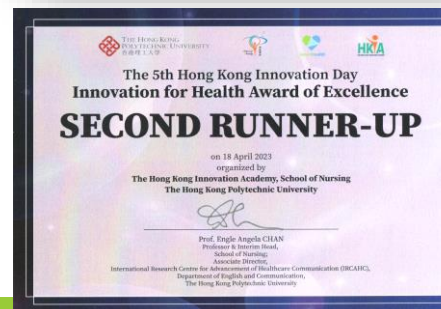 THE HONG KONG
POLYTECHNIC UNIVERSITY
香港理工大學
HKIA
The 5th Hong Kong Innovation Day
Innovation for Health Award of Excellence
SECOND RUNNER-UP
on 18 April 2023
organized by
The Hong Kong Innovation Academy, School of Nursing
The Hong Kong Polytechnic University
Prof. Engle Angela CHAN
Professor & Interim Head,
School of Nursing;
Associate Director,
International Research Centre for Advancement of Healthcare Communication (IRCAHC),
Department of English and Communication,
The Hong Kong Polytechnic University